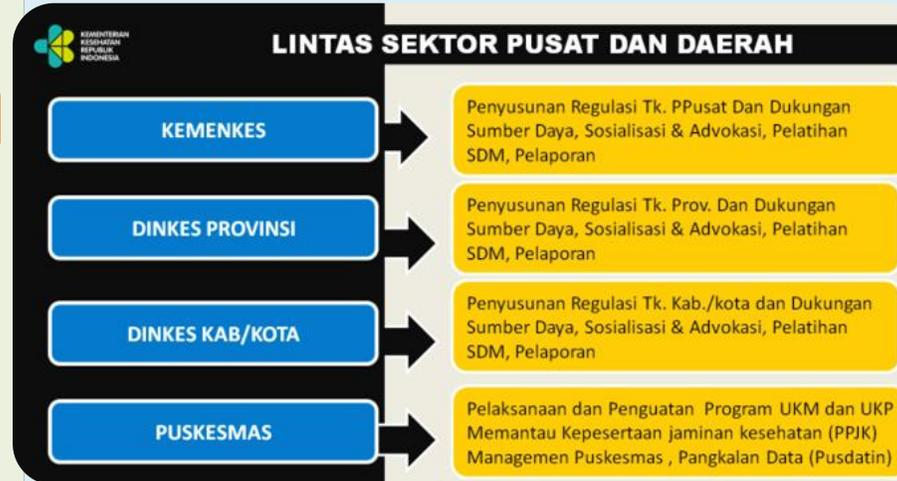 KEMENTERIAN
KESEHATAN
REPUBLIK
INDONESIA
LINTAS SEKTOR PUSAT DAN DAERAH
KEMENKES
Penyusunan Regulasi Tk. PPusat Dan Dukungan
Sumber Daya, Sosialisasi & Advokasi, Pelatihan
SDM, Pelaporan
DINKES PROVINSI
Penyusunan Regulasi Tk. Prov. Dan Dukungan
Sumber Daya, Sosialisasi & Advokasi, Pelatihan
SDM, Pelaporan
DINKES KAB/KOTA
Penyusunan Regulasi Tk. Kab./kota dan Dukungan
Sumber Daya, Sosialisasi & Advokasi, Pelatihan
SDM, Pelaporan
PUSKESMAS
Pelaksanaan dan Penguatan Program UKM dan UKP
Memantau Kepesertaan jaminan kesehatan (PPJK)
Managemen Puskesmas , Pangkalan Data (Pusdatin)